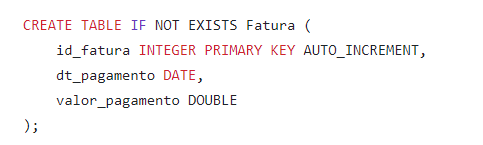 CREATE TABLE IF NOT EXISTS Fatura (
    id_fatura INTEGER PRIMARY KEY AUTO_INCREMENT,
    dt_pagamento DATE,
    valor_pagamento DOUBLE
);